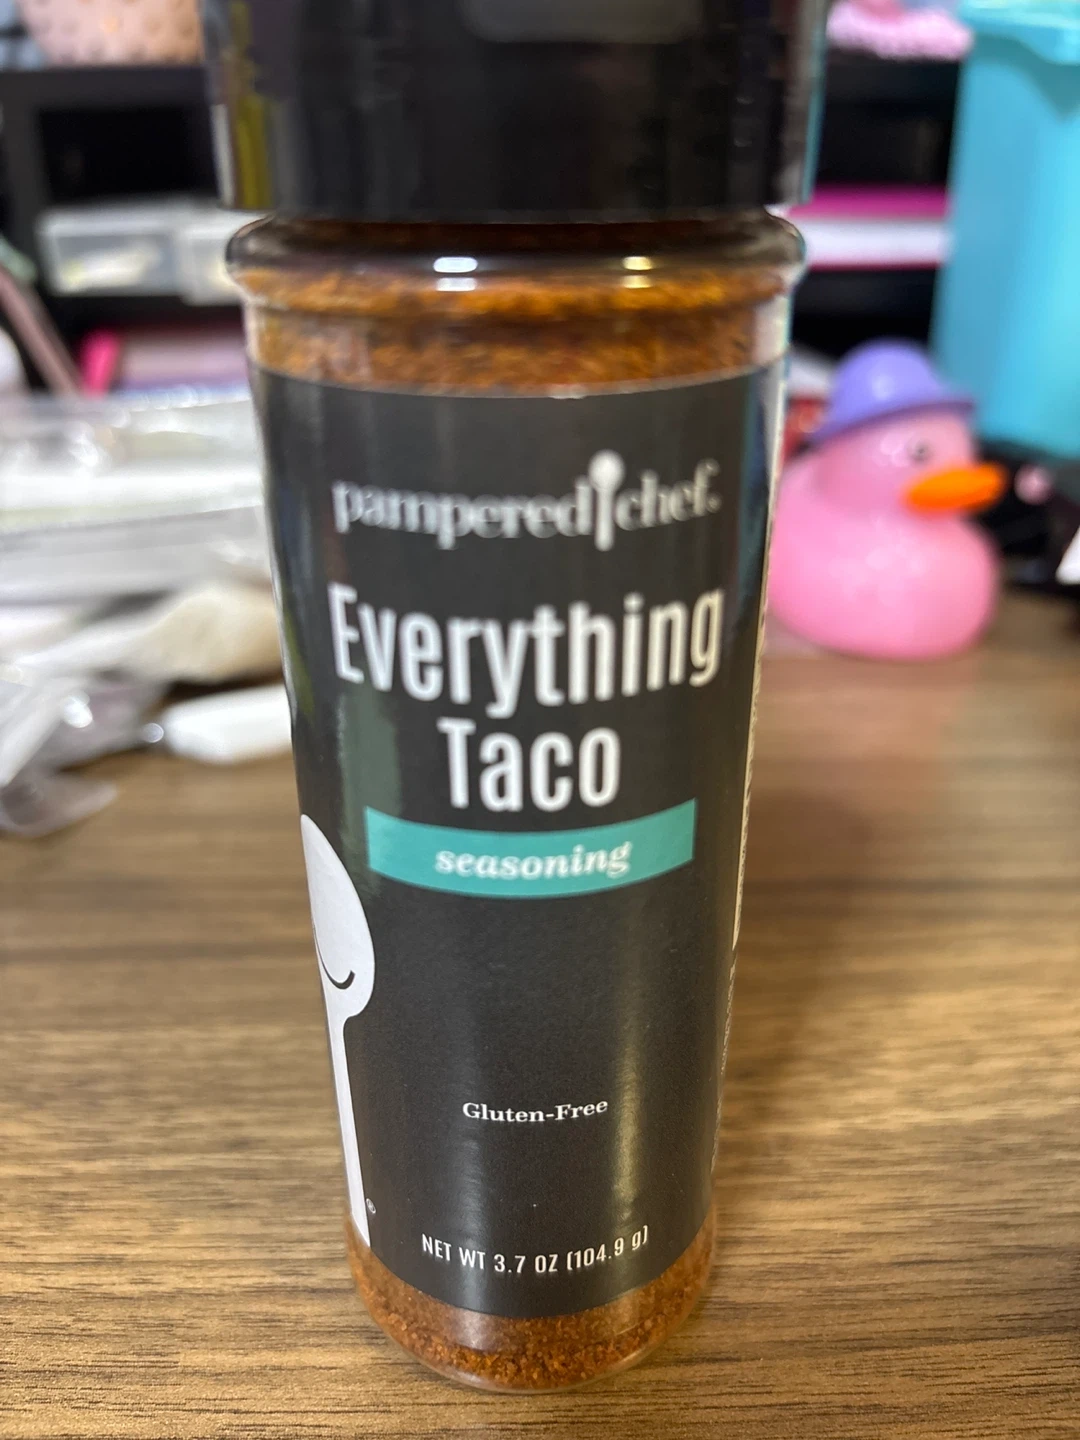 pampered chef.
Everything
Taco
seasoning
Gluten-Free
®
NET WT 3.7 OZ (104.9 g)